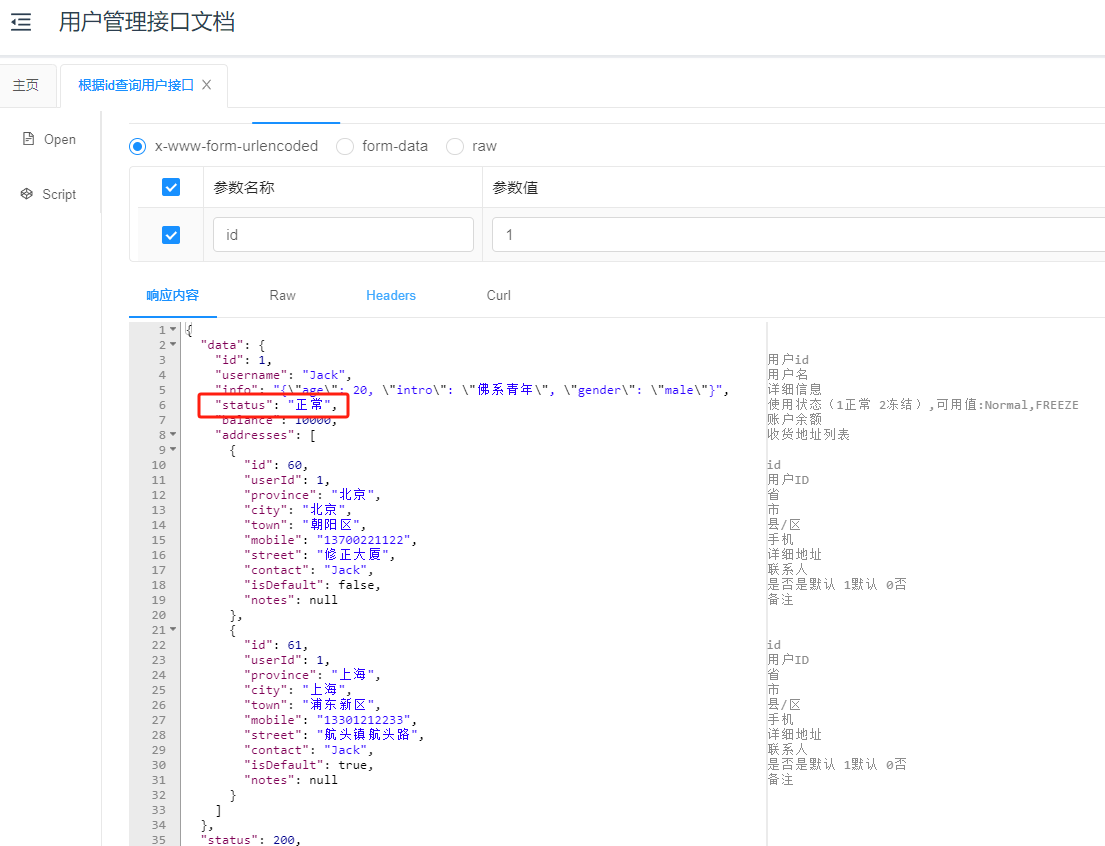 用户管理接口文档
主页
根据id查询用户接口
Open
Script
x-www-form-urlencoded form-data raw
参数名称 参数值
id 1
响应内容 Raw Headers Curl
1 {
2 "data": {
3 "id": 1, 用户id
4 "username": "Jack", 用户名
5 "info": "{\"age\": 20, \"intro\": \"佛系青年\", \"gender\": \"male\"}", 详细信息
6 "status": "正常", 使用状态（1正常 2冻结）,可用值:Normal,FREEZE
7 "balance": 10000, 账户余额
8 "addresses": [ 收货地址列表
9 {
10 "id": 60, id
11 "userId": 1, 用户ID
12 "province": "北京", 省
13 "city": "北京", 市
14 "town": "朝阳区", 县/区
15 "mobile": "13700221122", 手机
16 "street": "修正大厦", 详细地址
17 "contact": "Jack", 联系人
18 "isDefault": false, 是否是默认 1默认 0否
19 "notes": null 备注
20 },
21 {
22 "id": 61, id
23 "userId": 1, 用户ID
24 "province": "上海", 省
25 "city": "上海", 市
26 "town": "浦东新区", 县/区
27 "mobile": "13301212233", 手机
28 "street": "航头镇航头路", 详细地址
29 "contact": "Jack", 联系人
30 "isDefault": true, 是否是默认 1默认 0否
31 "notes": null 备注
32 }
33 ]
34 },
35 "status": 200,